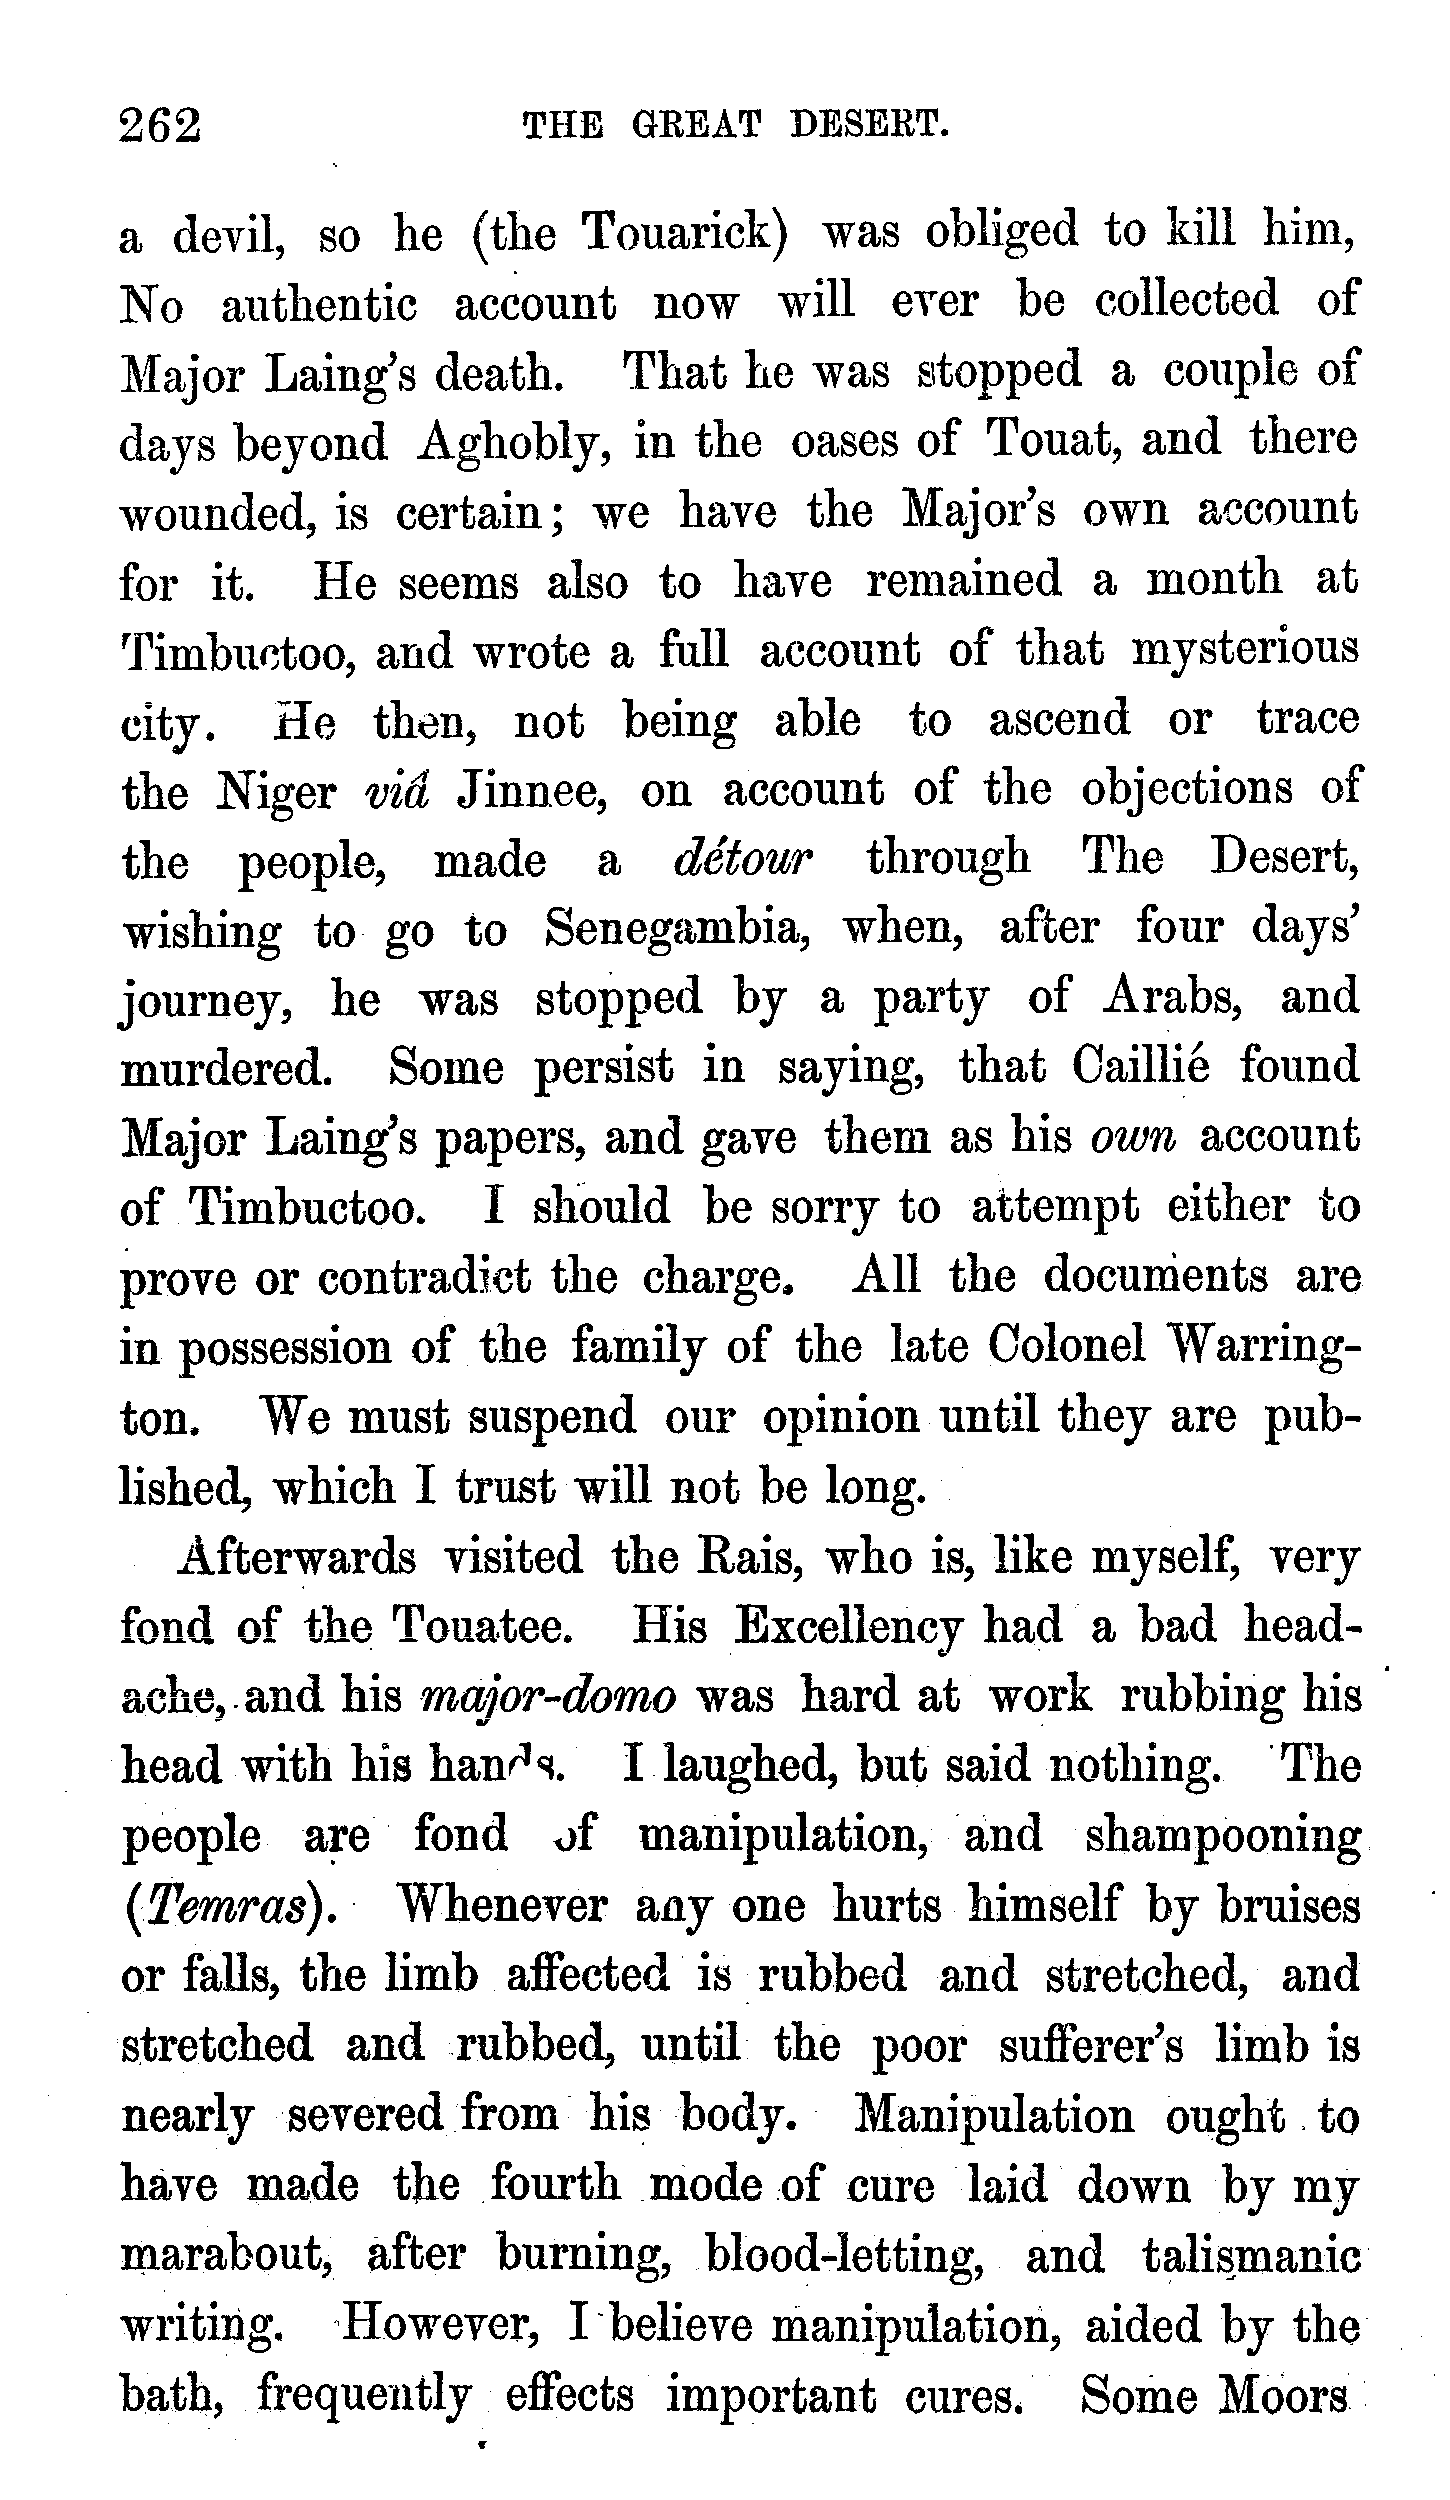 262 THE GREAT DESERT.
a devil, so he (the Touarick) was obliged to kill him,
No authentic account now will ever be collected of
Major Laing's death. That he was stopped a couple of
days beyond Aghobly, in the oases of Touat, and there
wounded, is certain; we have the Major's own account
for it. He seems also to have remained a month at
Timbuctoo, and wrote a full account of that mysterious
city. He then, not being able to ascend or trace
the Niger viâ Jinnee, on account of the objections of
the people, made a détour through The Desert,
wishing to go to Senegambia, when, after four days'
journey, he was stopped by a party of Arabs, and
murdered. Some persist in saying, that Caillié found
Major Laing's papers, and gave them as his own account
of Timbuctoo. I should be sorry to attempt either to
prove or contradict the charge. All the documents are
in possession of the family of the late Colonel Warring-
ton. We must suspend our opinion until they are pub-
lished, which I trust will not be long.
Afterwards visited the Rais, who is, like myself, very
fond of the Touatee. His Excellency had a bad head-
ache, and his major-domo was hard at work rubbing his
head with his hands. I laughed, but said nothing. The
people are fond of manipulation, and shampooning
(Temras). Whenever any one hurts himself by bruises
or falls, the limb affected is rubbed and stretched, and
stretched and rubbed, until the poor sufferer's limb is
nearly severed from his body. Manipulation ought to
have made the fourth mode of cure laid down by my
marabout, after burning, blood-letting, and talismanic
writing. However, I believe manipulation, aided by the
bath, frequently effects important cures. Some Moors